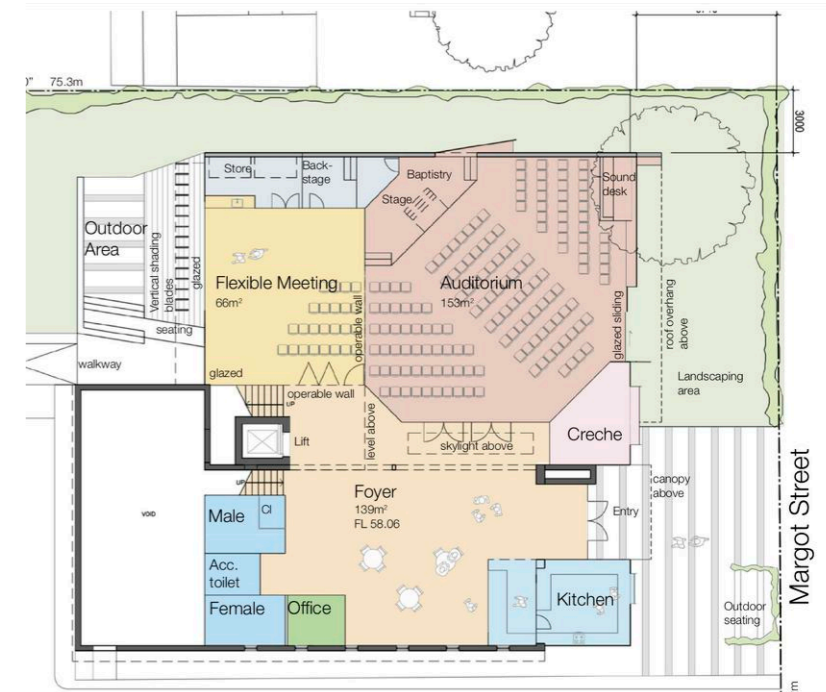 0" 75.3m
3000
Store
Back-
stage
Baptistry
Stage
Sound
desk
Outdoor
Area
Vertical shading
blades
glazed
seating
walkway
Flexible Meeting
66m²
glazed
operable wall
operable wall
Auditorium
153m²
glazed sliding
roof overhang
above
Landscaping
area
UP
Lift
level above
skylight above
Creche
VOID
UP
Male
Cl
Acc.
toilet
Female
Office
Foyer
139m²
FL 58.06
Entry
canopy
above
Kitchen
Outdoor
seating
Margot Street
m